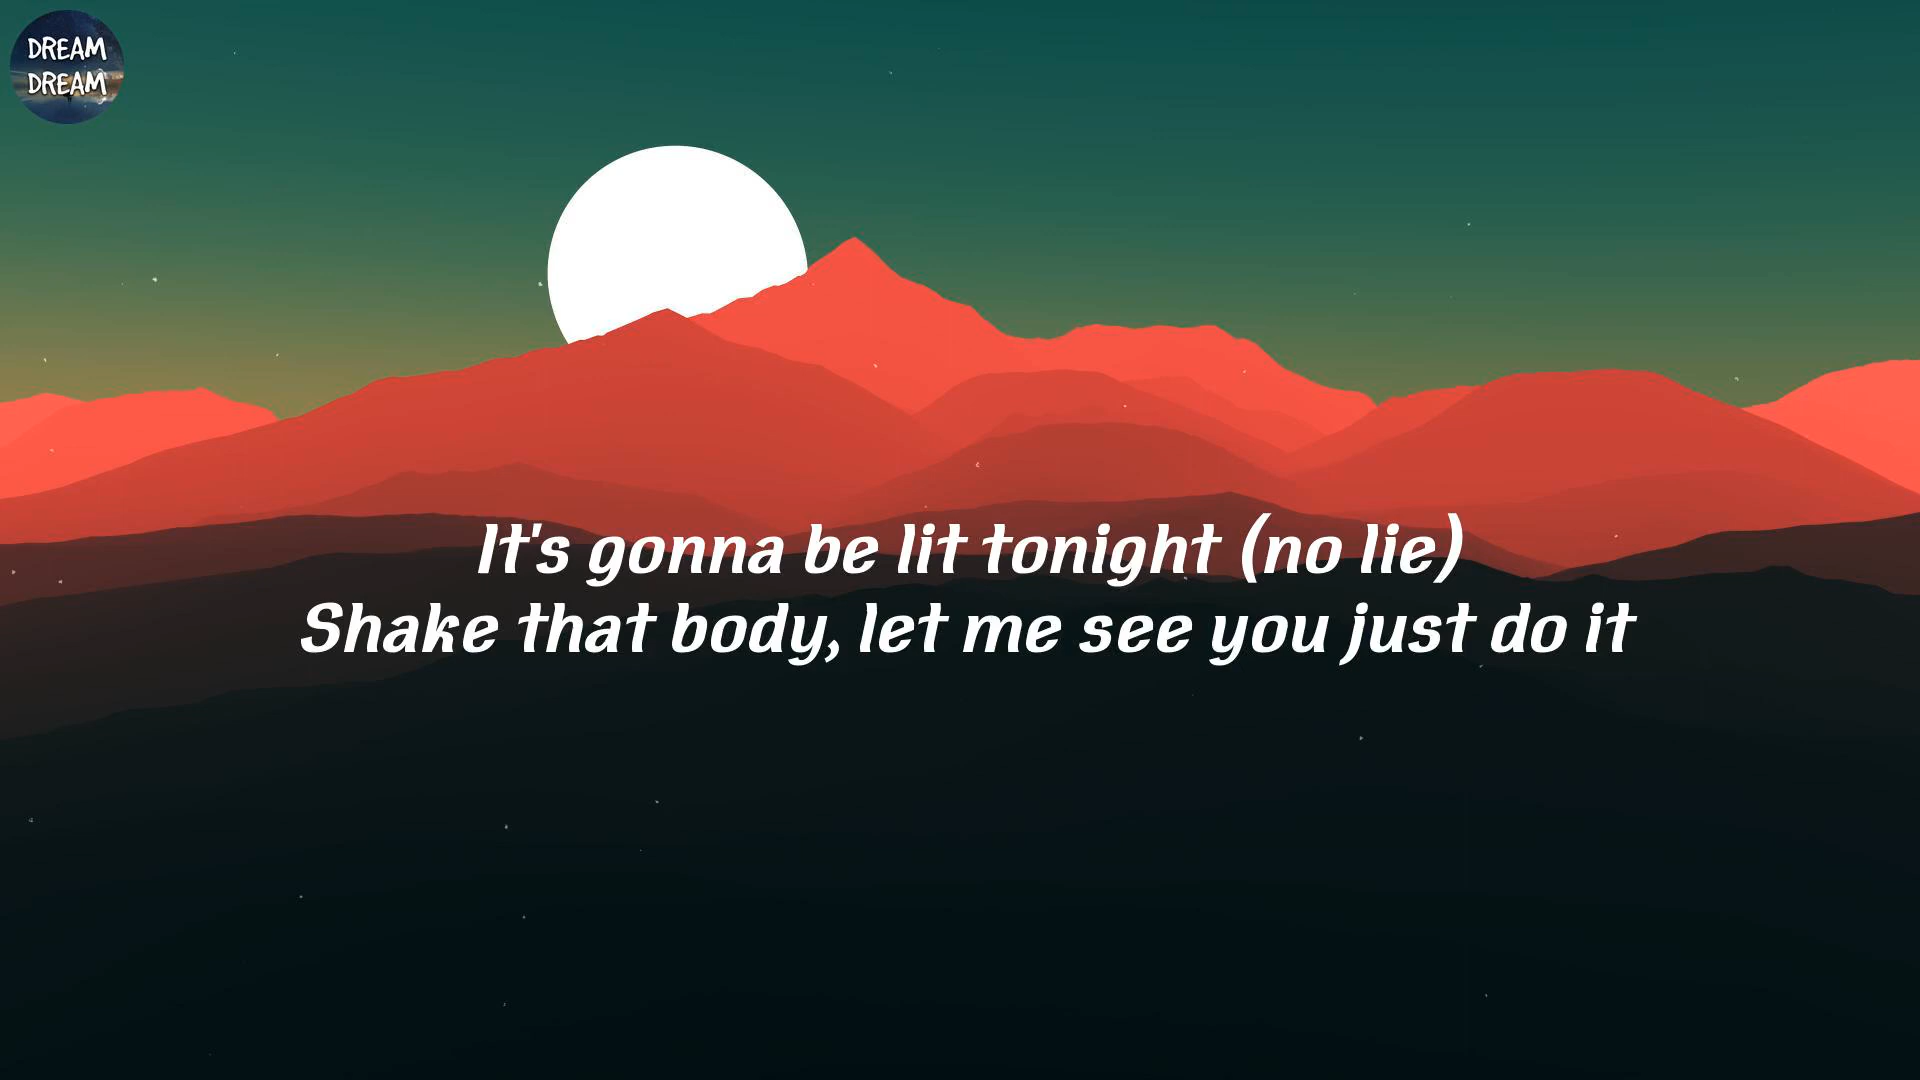 DREAM
DREAM
It's gonna be lit tonight (no lie)
Shake that body, let me see you just do it